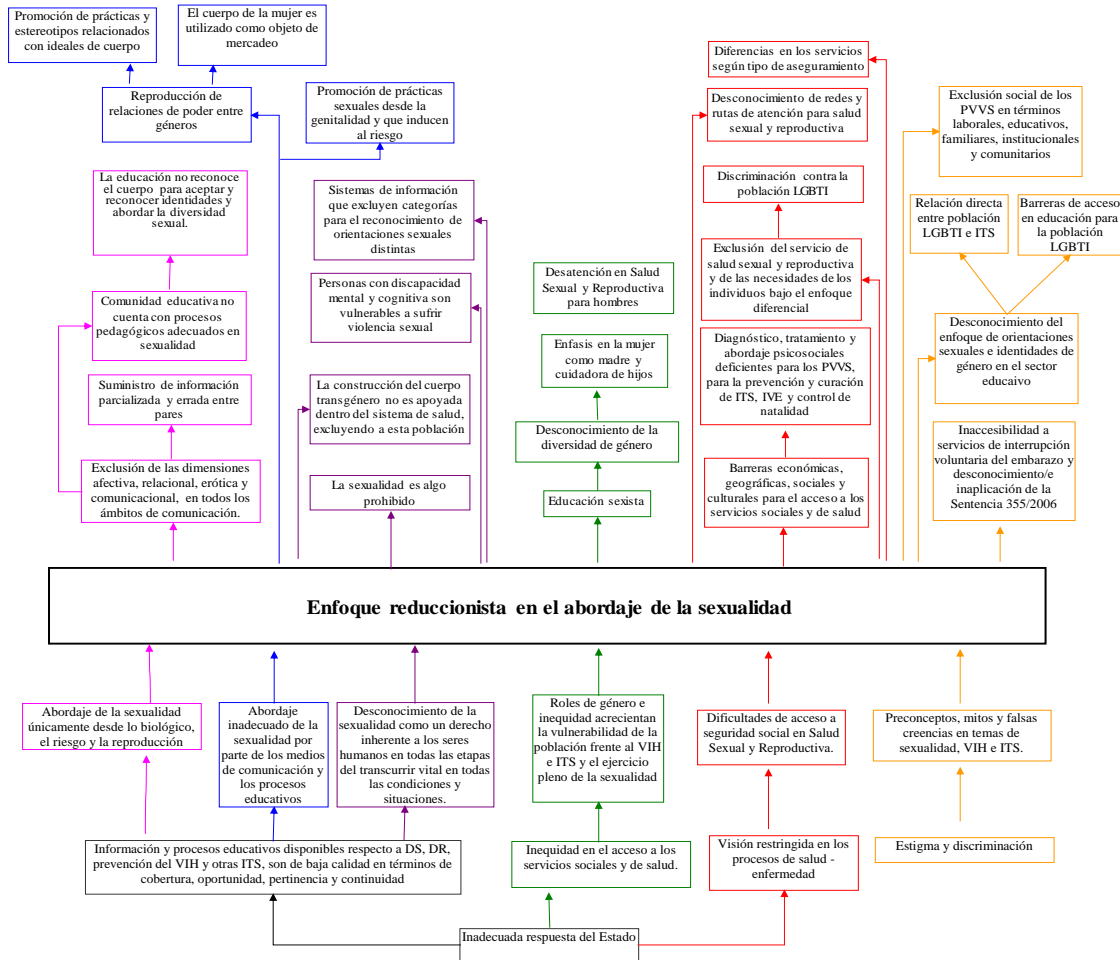 Promoción de prácticas y
estereotipos relacionados
con ideales de cuerpo
El cuerpo de la mujer es
utilizado como objeto de
mercadeo
Reproducción de
relaciones de poder entre
géneros
Promoción de prácticas
sexuales desde la
genitalidad y que inducen
al riesgo
La educación no reconoce
el cuerpo para aceptar y
reconocer identidades y
abordar la diversidad
sexual.
Comunidad educativa no
cuenta con procesos
pedagógicos adecuados en
sexualidad
Suministro de información
parcializada y errada entre
pares
Exclusión de las dimensiones
afectiva, relacional, erótica y
comunicacional, en todos los
ámbitos de comunicación.
Sistemas de información
que excluyen categorías
para el reconocimiento de
orientaciones sexuales
distintas
Personas con discapacidad
mental y cognitiva son
vulnerables a sufrir
violencia sexual
La construcción del cuerpo
transgénero no es apoyada
dentro del sistema de salud,
excluyendo a esta población
La sexualidad es algo
prohibido
Desatención en Salud
Sexual y Reproductiva
para hombres
Enfasis en la mujer
como madre y
cuidadora de hijos
Desconocimiento de la
diversidad de género
Educación sexista
Diferencias en los servicios
según tipo de aseguramiento
Desconocimiento de redes y
rutas de atención para salud
sexual y reproductiva
Discriminación contra la
población LGBTI
Exclusión del servicio de
salud sexual y reproductiva
y de las necesidades de los
individuos bajo el enfoque
diferencial
Diagnóstico, tratamiento y
abordaje psicosociales
deficientes para los PVVS,
para la prevención y curación
de ITS, IVE y control de
natalidad
Barreras económicas,
geográficas, sociales y
culturales para el acceso a los
servicios sociales y de salud
Exclusión social de los
PVVS en términos
laborales, educativos,
familiares, institucionales
y comunitarios
Relación directa
entre población
LGBTI e ITS
Barreras de acceso
en educación para
la población
LGBTI
Desconocimiento del
enfoque de orientaciones
sexuales e identidades de
género en el sector
educaivo
Inaccesibilidad a
servicios de interrupción
voluntaria del embarazo y
desconocimiento/e
inaplicación de la
Sentencia 355/2006
Enfoque reduccionista en el abordaje de la sexualidad
Abordaje de la sexualidad
únicamente desde lo biológico,
el riesgo y la reproducción
Abordaje
inadecuado de la
sexualidad por
parte de los medios
de comunicación y
los procesos
educativos
Desconocimiento de la
sexualidad como un derecho
inherente a los seres
humanos en todas las etapas
del transcurrir vital en todas
las condiciones y
situaciones.
Roles de género e
inequidad acrecientan
la vulnerabilidad de la
población frente al VIH
e ITS y el ejercicio
pleno de la sexualidad
Dificultades de acceso a
seguridad social en Salud
Sexual y Reproductiva.
Preconceptos, mitos y falsas
creencias en temas de
sexualidad, VIH e ITS.
Información y procesos educativos disponibles respecto a DS, DR,
prevención del VIH y otras ITS, son de baja calidad en términos de
cobertura, oportunidad, pertinencia y continuidad
Inequidad en el acceso a los
servicios sociales y de salud.
Visión restringida en los
procesos de salud -
enfermedad
Estigma y discriminación
Inadecuada respuesta del Estado